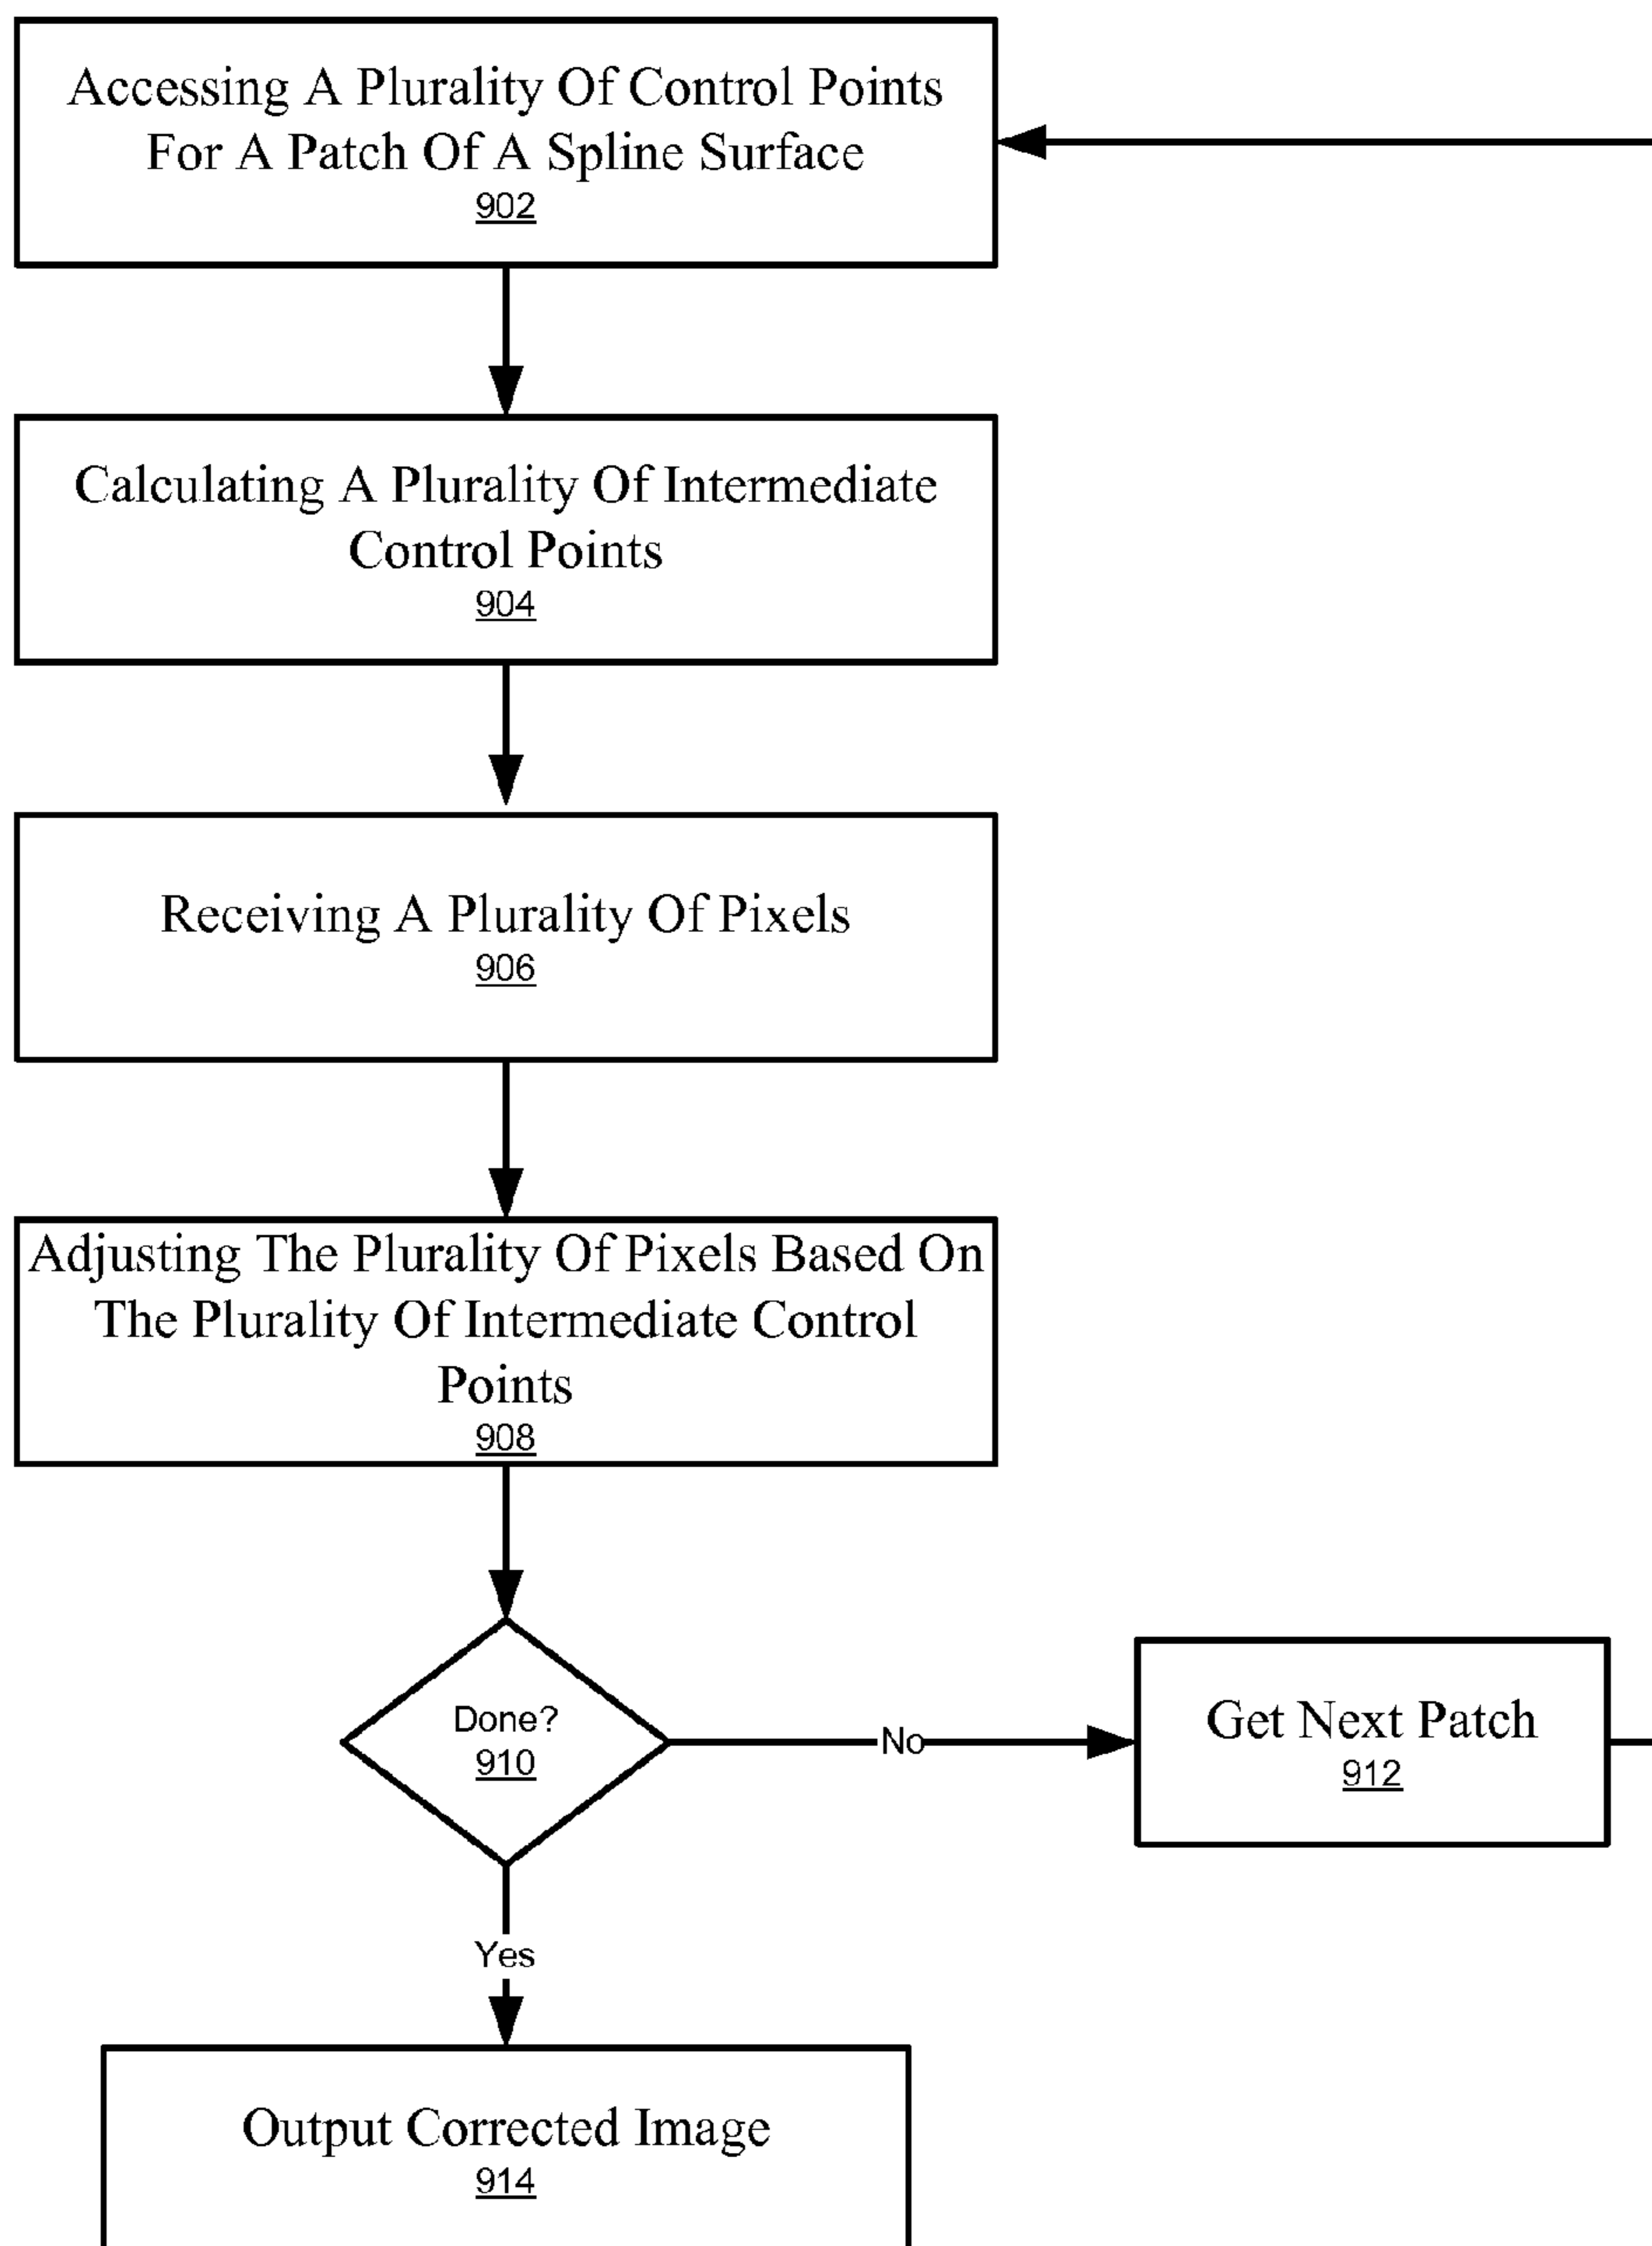 Accessing A Plurality Of Control Points
For A Patch Of A Spline Surface
902
Calculating A Plurality Of Intermediate
Control Points
904
Receiving A Plurality Of Pixels
906
Adjusting The Plurality Of Pixels Based On
The Plurality Of Intermediate Control
Points
908
Done?
910
No
Get Next Patch
912
Yes
Output Corrected Image
914